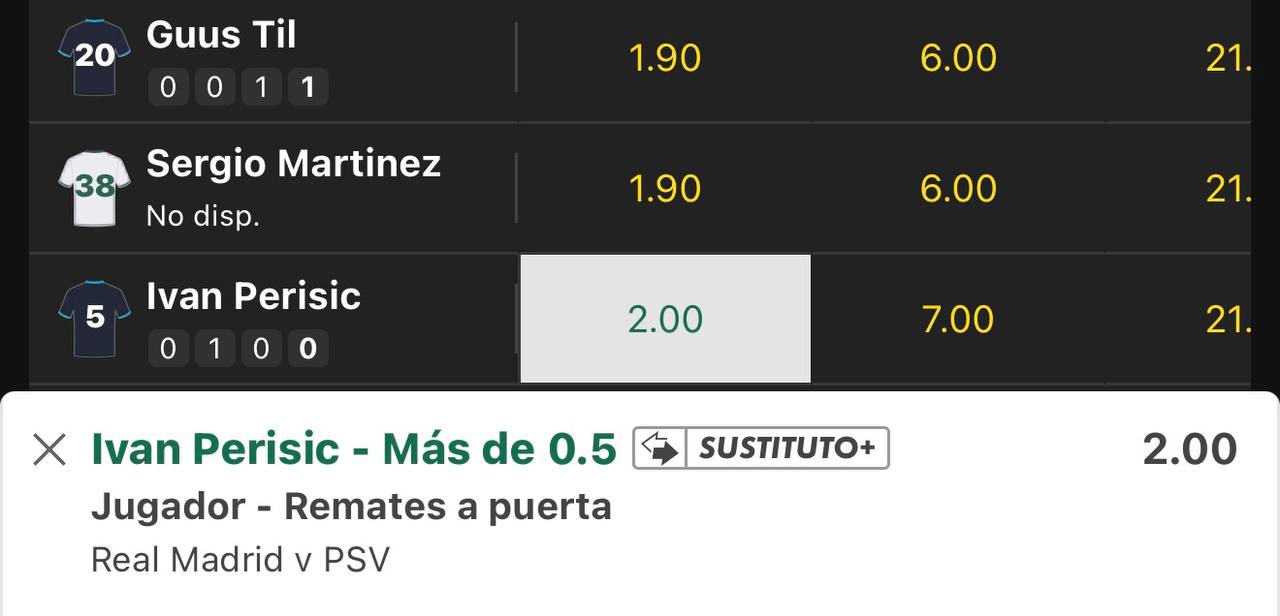 20 Guus Til 1.90 6.00 21.
0 0 1 1
38 Sergio Martinez 1.90 6.00 21.
No disp.
5 Ivan Perisic 2.00 7.00 21.
0 1 0 0
Ivan Perisic - Más de 0.5 SUSTITUTO+ 2.00
Jugador - Remates a puerta
Real Madrid v PSV